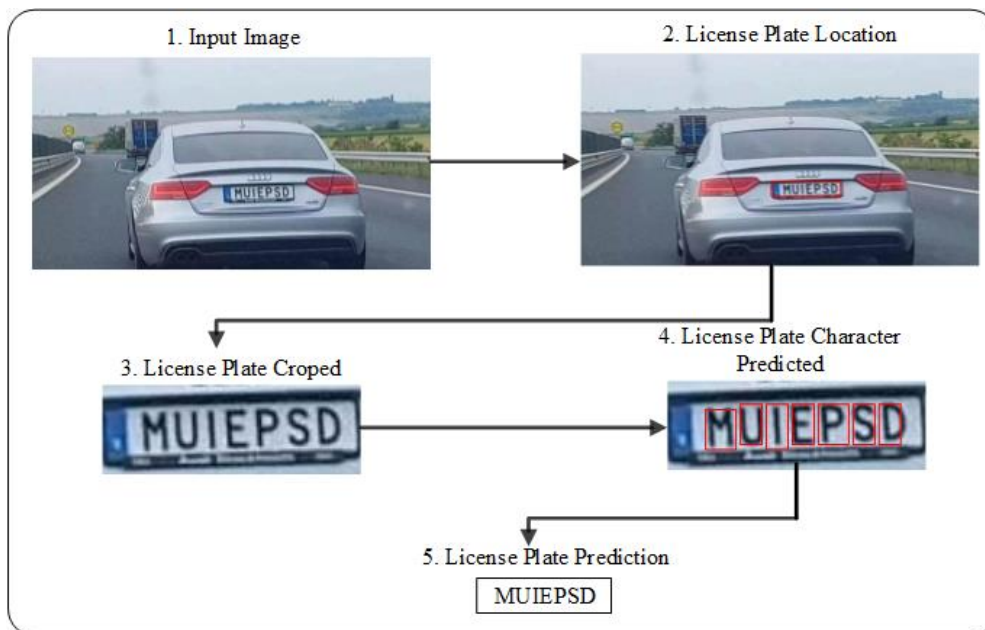 1. Input Image
2. License Plate Location
MUIEPSD
MUIEPSD
3. License Plate Croped
4. License Plate Character
Predicted
MUIEPSD
MUIEPSD
5. License Plate Prediction
MUIEPSD